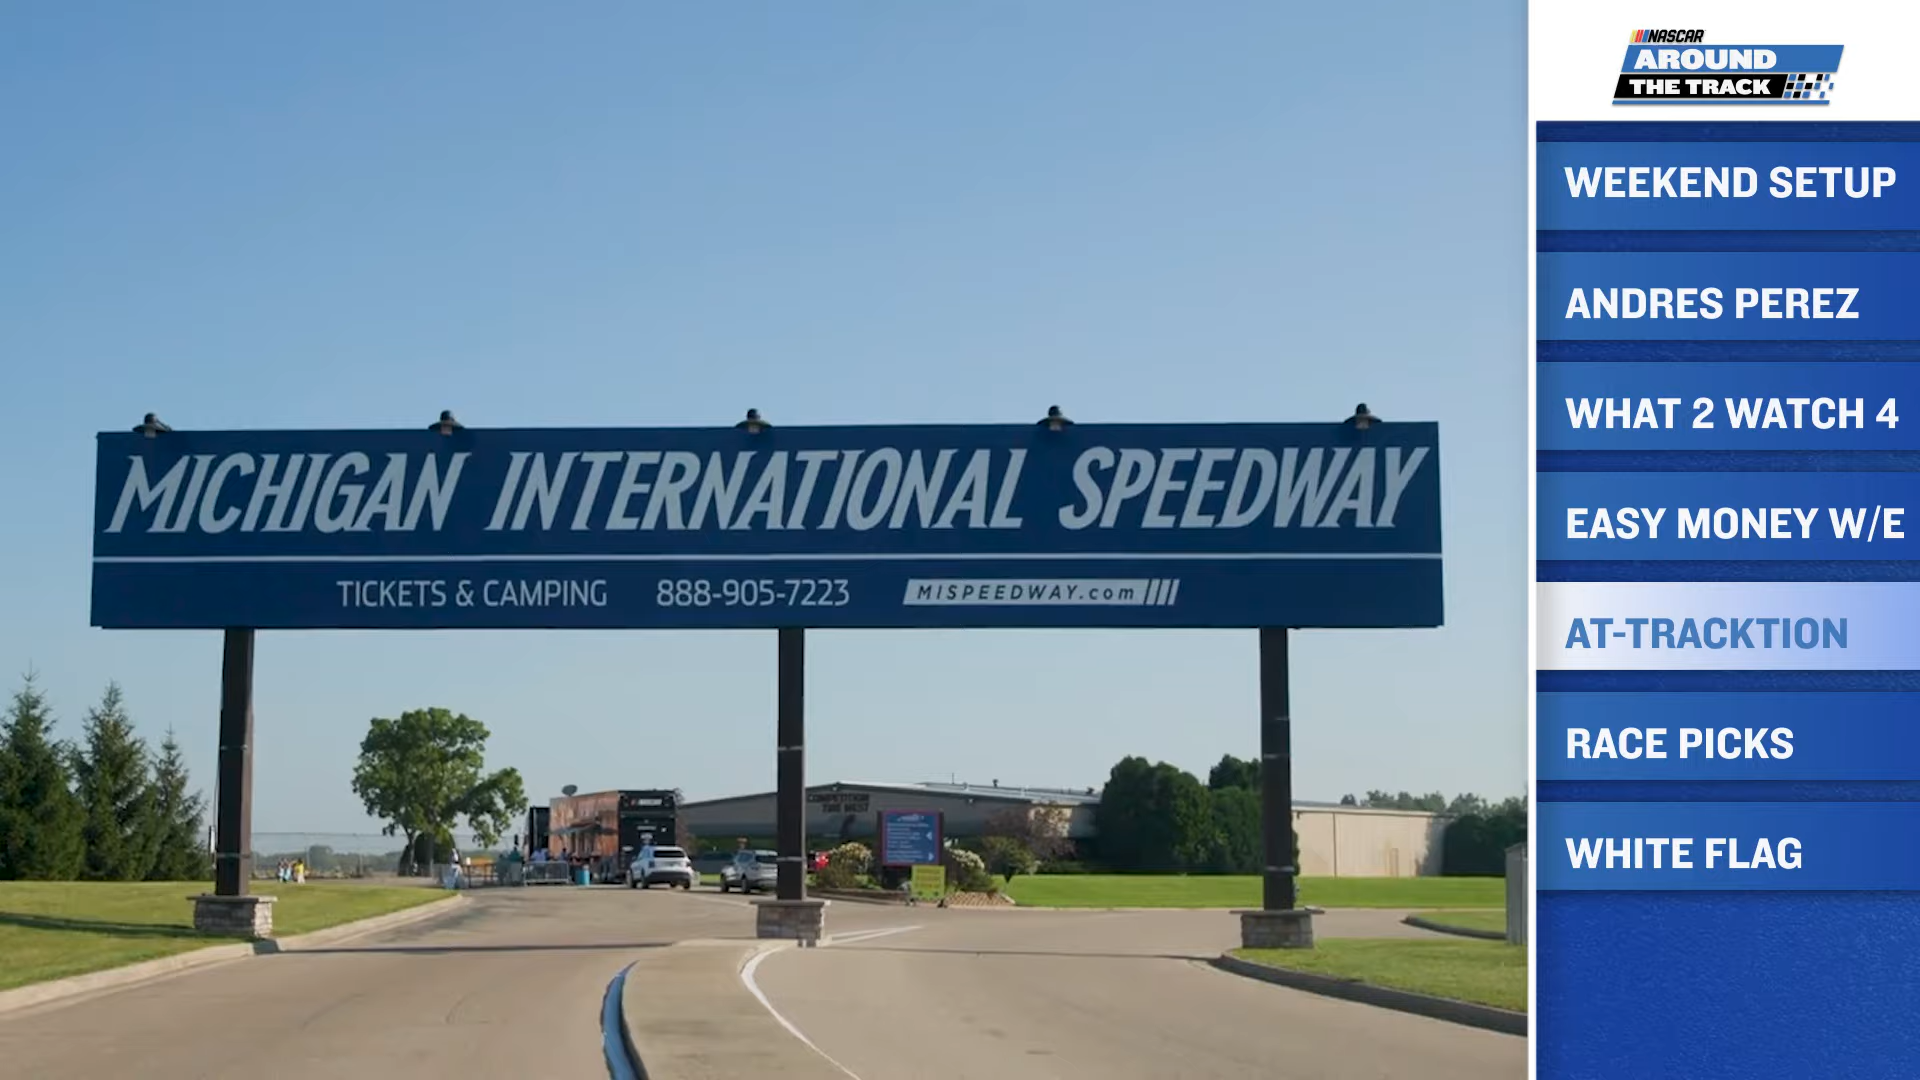 MICHIGAN INTERNATIONAL SPEEDWAY
TICKETS & CAMPING 888-905-7223 MISPEEDWAY.com
NASCAR
AROUND
THE TRACK
WEEKEND SETUP
ANDRES PEREZ
WHAT 2 WATCH 4
EASY MONEY W/E
AT-TRACKTION
RACE PICKS
WHITE FLAG